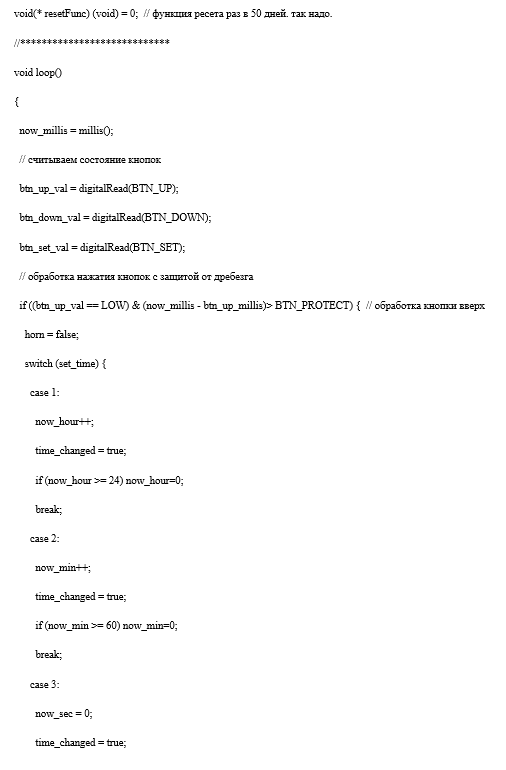 void(* resetFunc) (void) = 0;  // функция ресета раз в 50 дней. так надо.
//****************************
void loop()
{
now_millis = millis();
// считываем состояние кнопок
btn_up_val = digitalRead(BTN_UP);
btn_down_val = digitalRead(BTN_DOWN);
btn_set_val = digitalRead(BTN_SET);
// обработка нажатия кнопок с защитой от дребезга
if ((btn_up_val == LOW) & (now_millis - btn_up_millis)> BTN_PROTECT) {  // обработка кнопки вверх
horn = false;
switch (set_time) {
case 1:
now_hour++;
time_changed = true;
if (now_hour >= 24) now_hour=0;
break;
case 2:
now_min++;
time_changed = true;
if (now_min >= 60) now_min=0;
break;
case 3:
now_sec = 0;
time_changed = true;